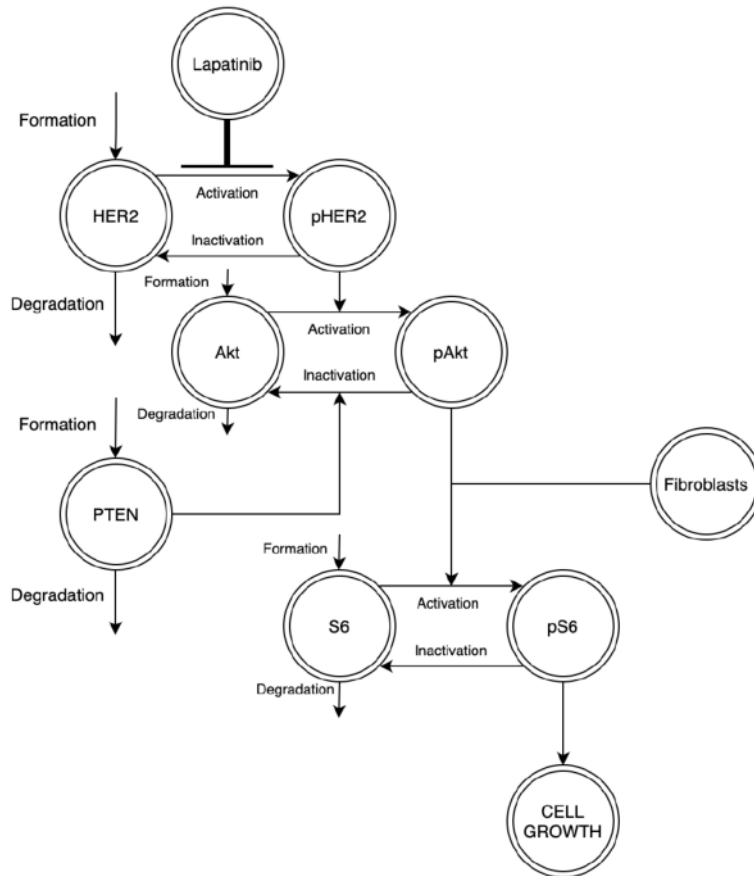 Lapatinib
Formation
HER2
Activation
pHER2
Inactivation
Formation
Degradation
Akt
Activation
pAkt
Inactivation
Degradation
Formation
PTEN
Fibroblasts
Formation
Degradation
S6
Activation
pS6
Inactivation
Degradation
CELL
GROWTH